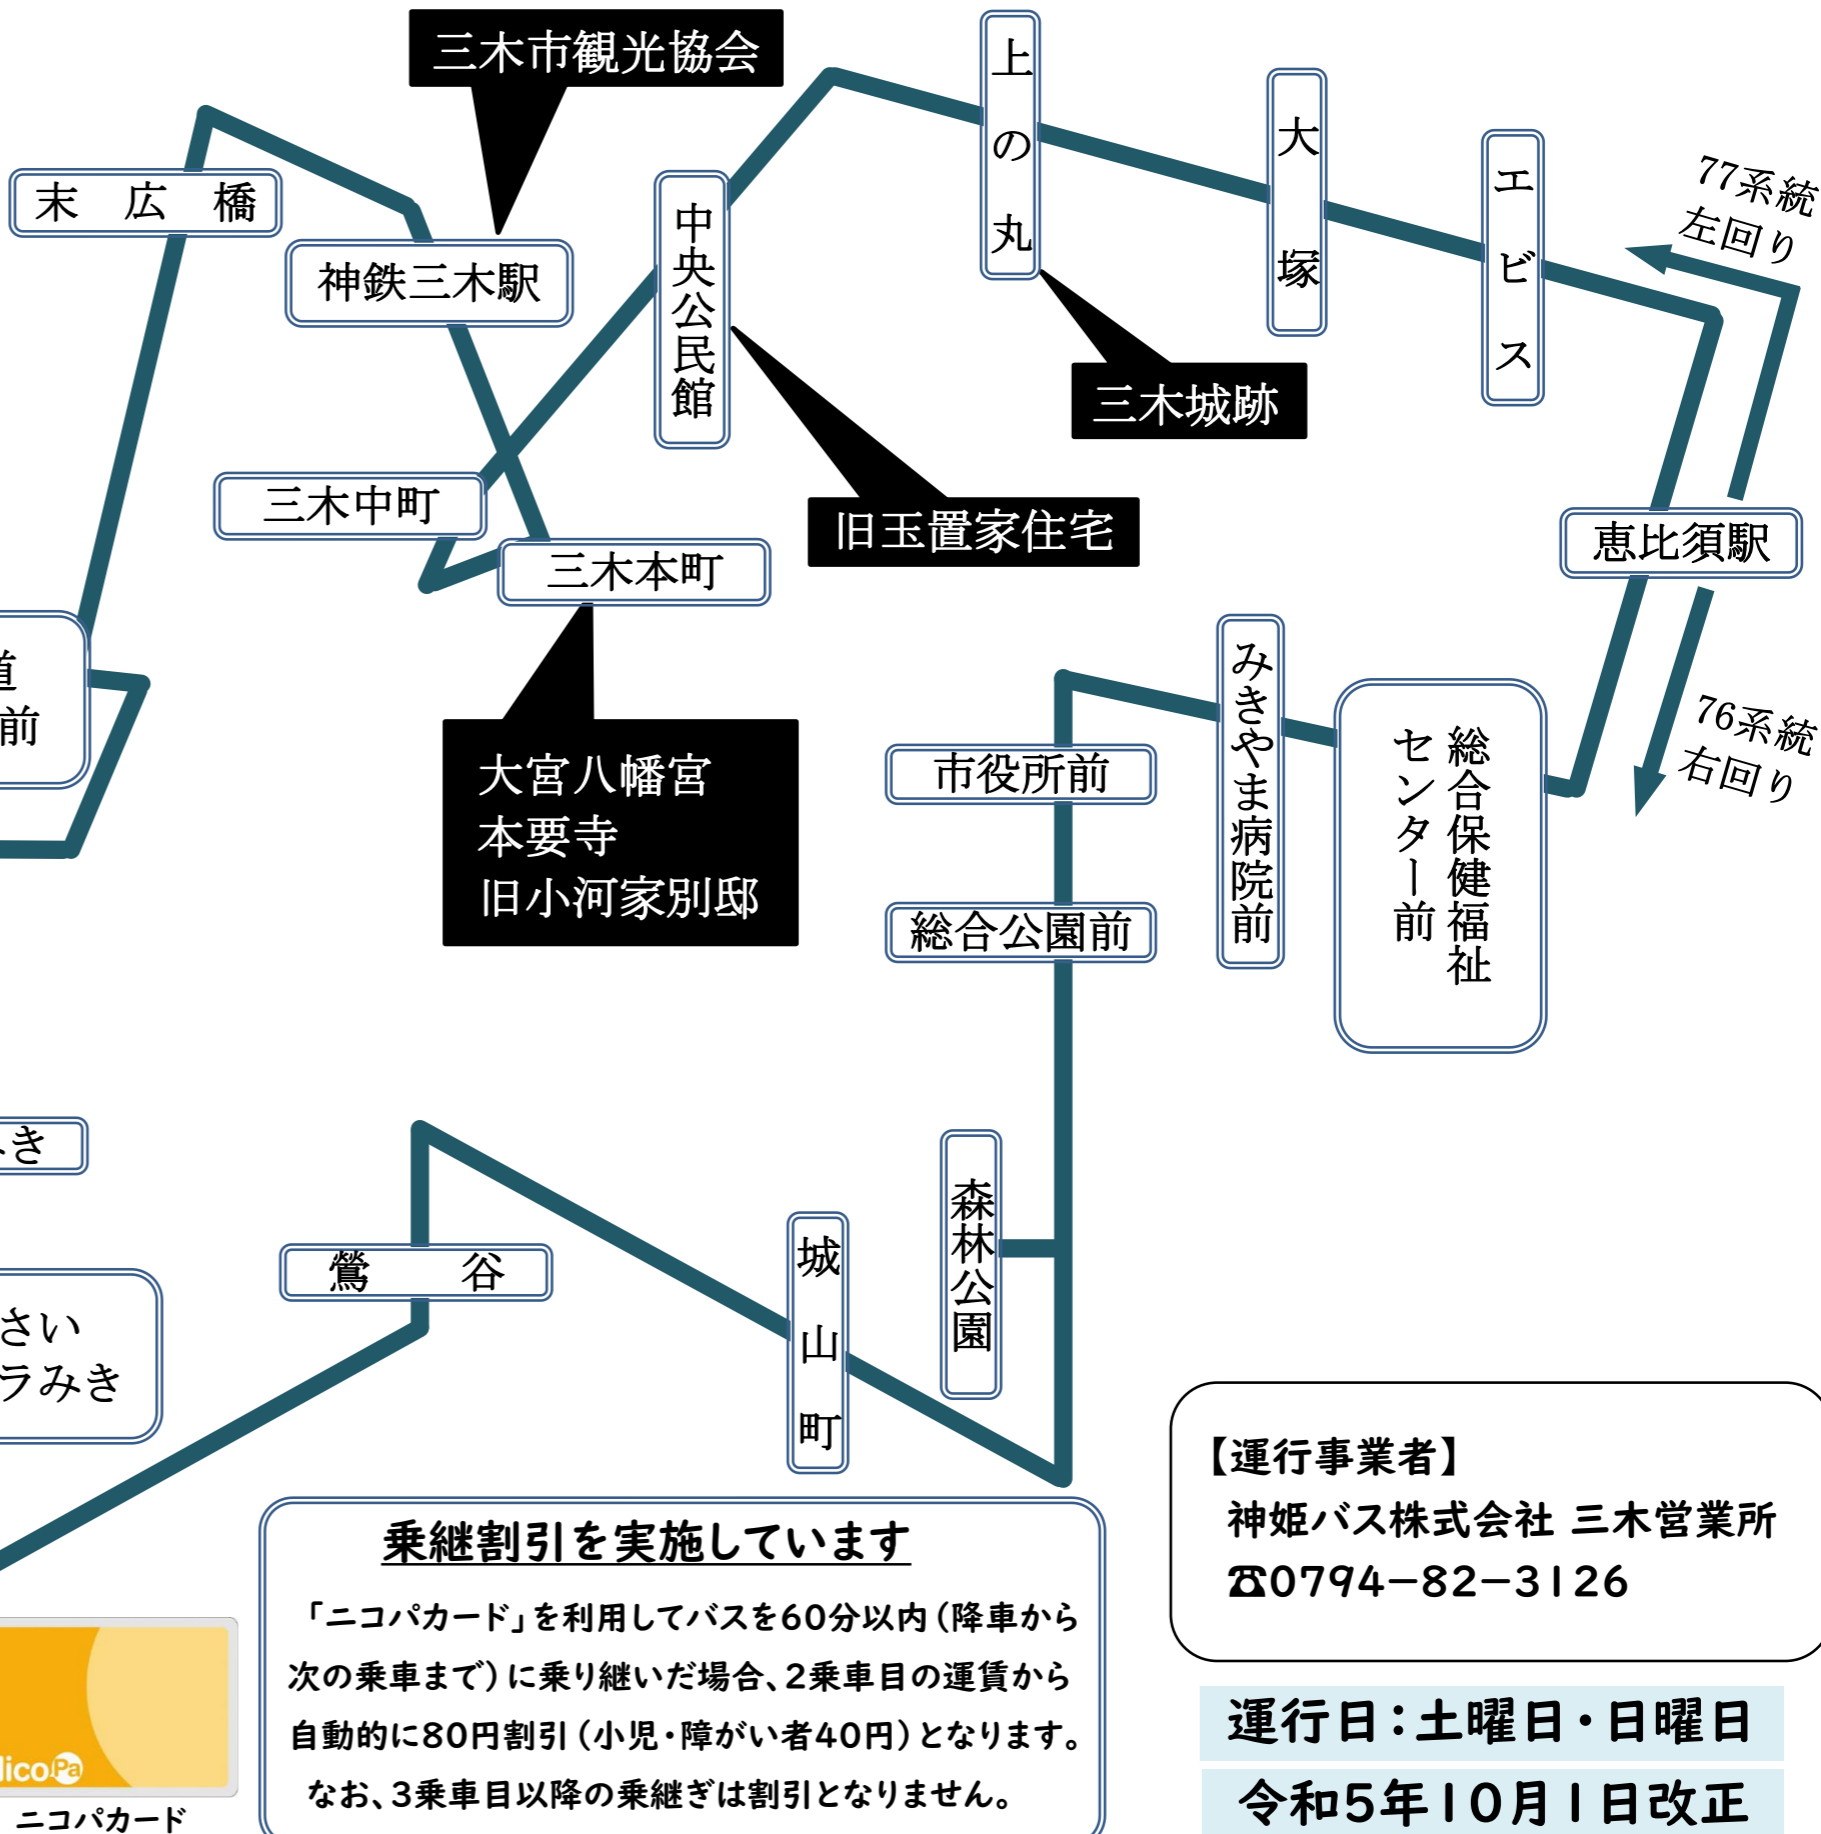 三木市観光協会
上の丸
大塚
エビス
77系統
左回り
末広橋
神鉄三木駅
中央公民館
三木城跡
三木中町
旧玉置家住宅
恵比須駅
三木本町
道
前
みきやま病院前
総合保健福祉
センター前
76系統
右回り
大宮八幡宮
本要寺
旧小河家別邸
市役所前
総合公園前
き
鶯谷
城山町
森林公園
さい
ラみき
【運行事業者】
神姫バス株式会社 三木営業所
☎0794-82-3126
乗継割引を実施しています
「ニコパカード」を利用してバスを60分以内(降車から
次の乗車まで)に乗り継いだ場合、2乗車目の運賃から
自動的に80円割引(小児・障がい者40円)となります。
なお、3乗車目以降の乗継ぎは割引となりません。
icoPa
ニコパカード
運行日:土曜日・日曜日
令和5年10月1日改正